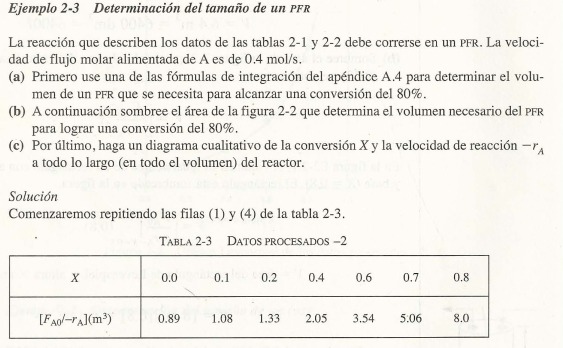 Ejemplo 2-3 Determinación del tamaño de un PFR
La reacción que describen los datos de las tablas 2-1 y 2-2 debe correrse en un PFR. La veloci-
dad de flujo molar alimentada de A es de 0.4 mol/s.
(a) Primero use una de las fórmulas de integración del apéndice A.4 para determinar el volu-
men de un PFR que se necesita para alcanzar una conversión del 80%.
(b) A continuación sombree el área de la figura 2-2 que determina el volumen necesario del PFR
para lograr una conversión del 80%.
(c) Por último, haga un diagrama cualitativo de la conversión X y la velocidad de reacción −r_A
a todo lo largo (en todo el volumen) del reactor.
Solución
Comenzaremos repitiendo las filas (1) y (4) de la tabla 2-3.
TABLA 2-3 DATOS PROCESADOS −2
X 0.0 0.1 0.2 0.4 0.6 0.7 0.8
[F_A0/−r_A](m³) 0.89 1.08 1.33 2.05 3.54 5.06 8.0